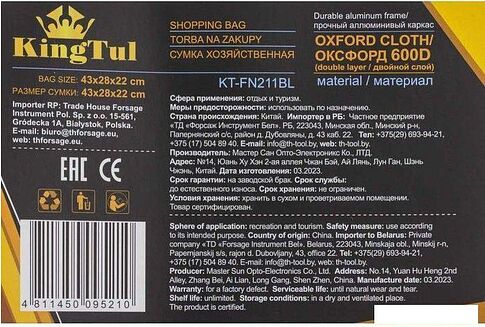 KingTul
BAG SIZE: 43x28x22 cm
РАЗМЕР СУМКИ: 43x28x22 cm
Importer RP: Trade House Forsage
Instrument Pol. Sp. z o.o. 15-561,
Gródecka 1A, Bialystok, Polska.
E-mail: biuro@thforsage.eu,
web: thforsage.eu
EAC CE
4 811450 095210
SHOPPING BAG
TORBA NA ZAKUPY
СУМКА ХОЗЯЙСТВЕННАЯ
Durable aluminum frame/
прочный аллюминиевый каркас
OXFORD CLOTH/
ОКСФОРД 600D
(double layer / двойной слой)
material / материал
KT-FN211BL
Сфера применения: отдых и туризм.
Меры предосторожности: использовать по назначению.
Страна происхождения: Китай. Импортер в РБ: Частное предприятие
«ТД «Форсаж Инструмент Бел». РБ, 223043, Минская обл., Минский р-н,
Папернянский с/с, район д. Дубовляны, д 43, каб.22, тел: +375(29) 693-94-21,
+375 (17) 504 89 40. E-mail: info@th-tool.by, web: th-tool.by
Производитель: Мастер Сан Опто-Электроникс Ко., ЛТД.
Адрес: №14, Юань Ху Хэн 2-ая аллея Чжан Бэй, Ай Лянь, Лун Ган, Шэнь
Чжэнь, Китай. Дата изготовления 03.2023.
Срок гарантии: на заводской брак. Срок службы:
до естественного износа. Срок хранения: не ограничен.
Условия хранения: хранить в сухом и проветриваемом помещении.
Товар сертифицирован.
Sphere of application: recreation and tourism. Safety measure: use according
to its destination. Country of origin: China. Importer to Belarus: Private
company «TD «Forsage Instrument Bel». Belarus, 223043, Minskaja obl., Minskij r-n,
Papernjanskij s/s, rajon d. Dubovljany, 43, office 22. Tel: +375(29) 693-94-21,
+375 (17) 504 89 40. E-mail: info@th-tool.by, web: th-tool.by
Producer: Master Sun Opto-Electronics Co., Ltd. Address: No.14, Yuan Hu Heng 2nd
Alley, Zhang Bei, Ai Lian, Long Gang, Shen Zhen, China. Manufacture date: 03.2023.
Warranty: for a factory defect. Service life: until natural wear and tear.
Shelf life: unlimited. Storage conditions: in a dry and ventilated place.
The product is certified.